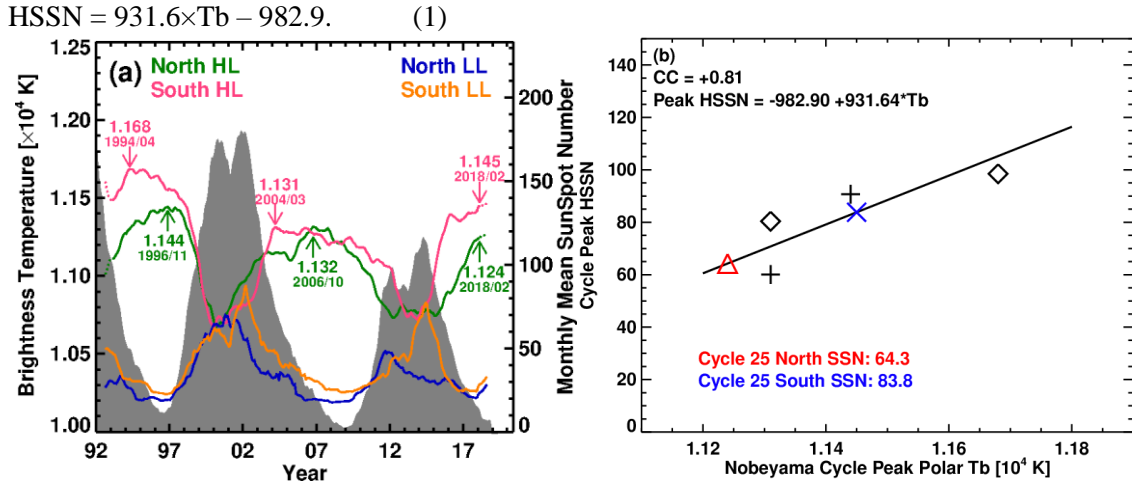 HSSN = 931.6×Tb – 982.9. (1)
(a)
North HL
South HL
North LL
South LL
1.168
1994/04
1.144
1996/11
1.131
2004/03
1.132
2006/10
1.145
2018/02
1.124
2018/02
Brightness Temperature [×10⁴ K]
1.25
1.20
1.15
1.10
1.05
1.00
92 97 02 07 12 17
Year
200
150
100
50
0
Monthly Mean SunSpot Number
(b)
CC = +0.81
Peak HSSN = -982.90 +931.64*Tb
Cycle 25 North SSN: 64.3
Cycle 25 South SSN: 83.8
Cycle Peak HSSN
140
120
100
80
60
40
20
0
1.12 1.14 1.16 1.18
Nobeyama Cycle Peak Polar Tb [10⁴ K]